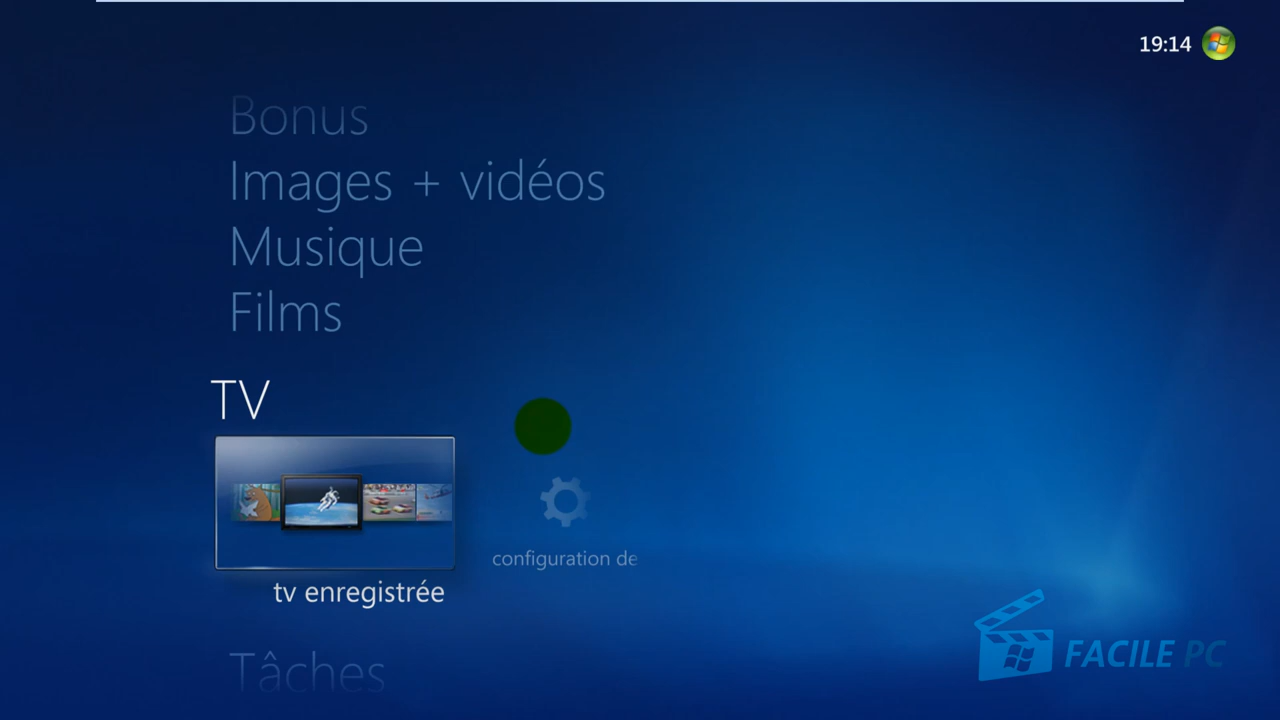 19:14
Bonus
Images + vidéos
Musique
Films
TV
configuration de
tv enregistrée
Tâches
FACILE PC